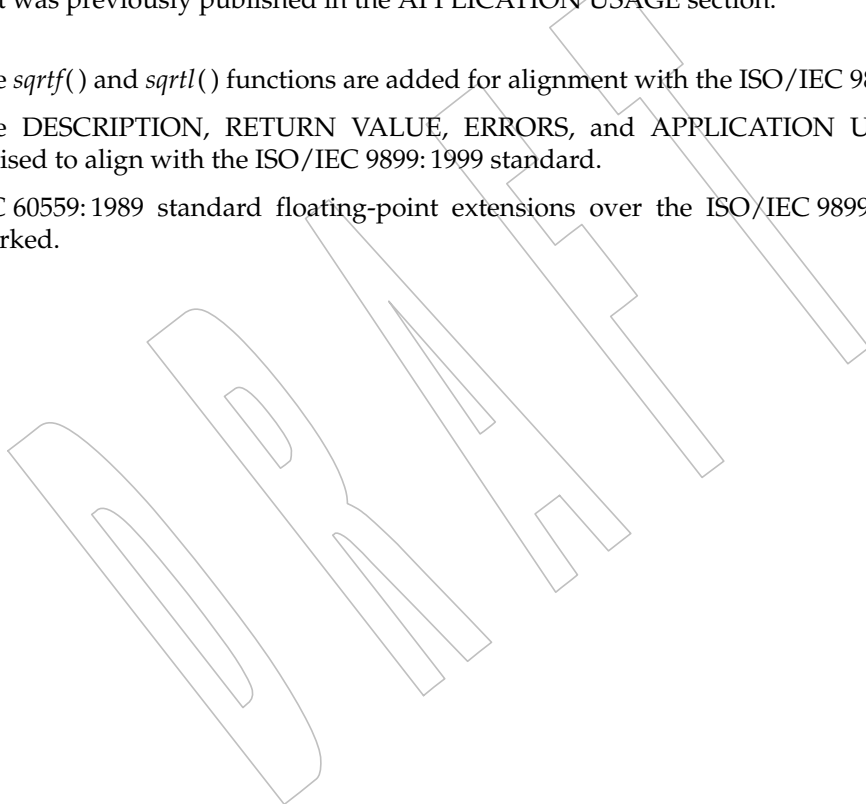 t was previously published in the APPLICATION USAGE section.
e sqrtf( ) and sqrtl( ) functions are added for alignment with the ISO/IEC 98
e DESCRIPTION, RETURN VALUE, ERRORS, and APPLICATION U
ised to align with the ISO/IEC 9899: 1999 standard.
C 60559: 1989 standard floating-point extensions over the ISO/IEC 9899
rked.
DRAFT